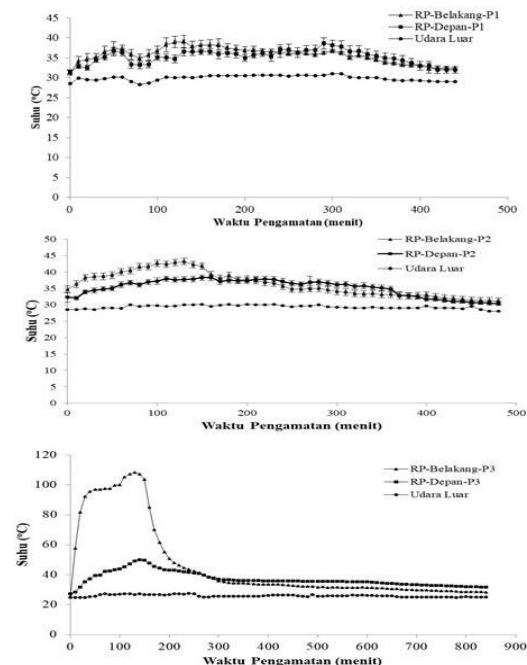 45
40
35
30
25
20
15
10
5
0
Suhu (°C)
RP-Belakang-P1
RP-Depan-P1
Udara Luar
0 100 200 300 400 500
Waktu Pengamatan (menit)
50
45
40
35
30
25
20
15
10
5
0
Suhu (°C)
RP-Belakang-P2
RP-Depan-P2
Udara Luar
0 100 200 300 400 500
Waktu Pengamatan (menit)
120
100
80
60
40
20
0
Suhu (°C)
RP-Belakang-P3
RP-Depan-P3
Udara Luar
0 100 200 300 400 500 600 700 800 900
Waktu Pengamatan (menit)